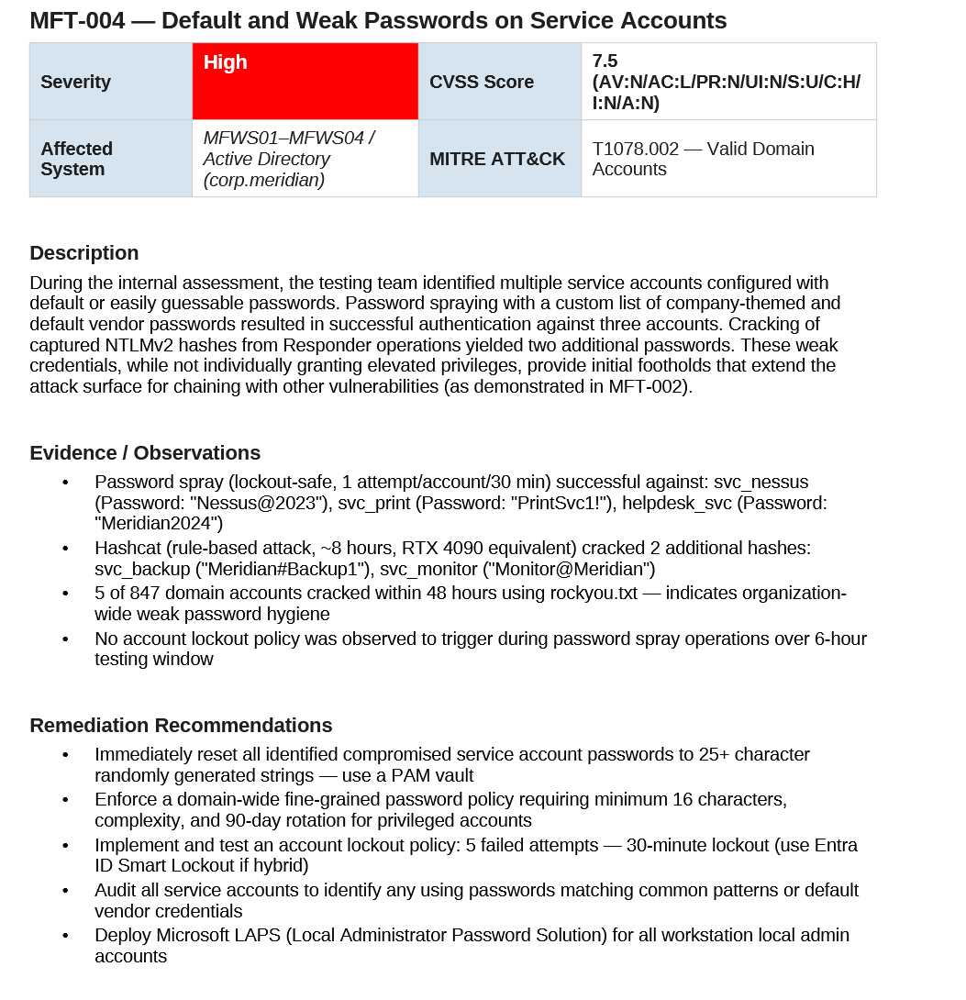 MFT-004 — Default and Weak Passwords on Service Accounts
Severity
High
CVSS Score
7.5
(AV:N/AC:L/PR:N/UI:N/S:U/C:H/
I:N/A:N)
Affected
System
MFWS01–MFWS04 /
Active Directory
(corp.meridian)
MITRE ATT&CK
T1078.002 — Valid Domain
Accounts
Description
During the internal assessment, the testing team identified multiple service accounts configured with
default or easily guessable passwords. Password spraying with a custom list of company-themed and
default vendor passwords resulted in successful authentication against three accounts. Cracking of
captured NTLMv2 hashes from Responder operations yielded two additional passwords. These weak
credentials, while not individually granting elevated privileges, provide initial footholds that extend the
attack surface for chaining with other vulnerabilities (as demonstrated in MFT-002).
Evidence / Observations
• Password spray (lockout-safe, 1 attempt/account/30 min) successful against: svc_nessus
(Password: "Nessus@2023"), svc_print (Password: "PrintSvc1!"), helpdesk_svc (Password:
"Meridian2024")
• Hashcat (rule-based attack, ~8 hours, RTX 4090 equivalent) cracked 2 additional hashes:
svc_backup ("Meridian#Backup1"), svc_monitor ("Monitor@Meridian")
• 5 of 847 domain accounts cracked within 48 hours using rockyou.txt — indicates organization-
wide weak password hygiene
• No account lockout policy was observed to trigger during password spray operations over 6-hour
testing window
Remediation Recommendations
• Immediately reset all identified compromised service account passwords to 25+ character
randomly generated strings — use a PAM vault
• Enforce a domain-wide fine-grained password policy requiring minimum 16 characters,
complexity, and 90-day rotation for privileged accounts
• Implement and test an account lockout policy: 5 failed attempts — 30-minute lockout (use Entra
ID Smart Lockout if hybrid)
• Audit all service accounts to identify any using passwords matching common patterns or default
vendor credentials
• Deploy Microsoft LAPS (Local Administrator Password Solution) for all workstation local admin
accounts